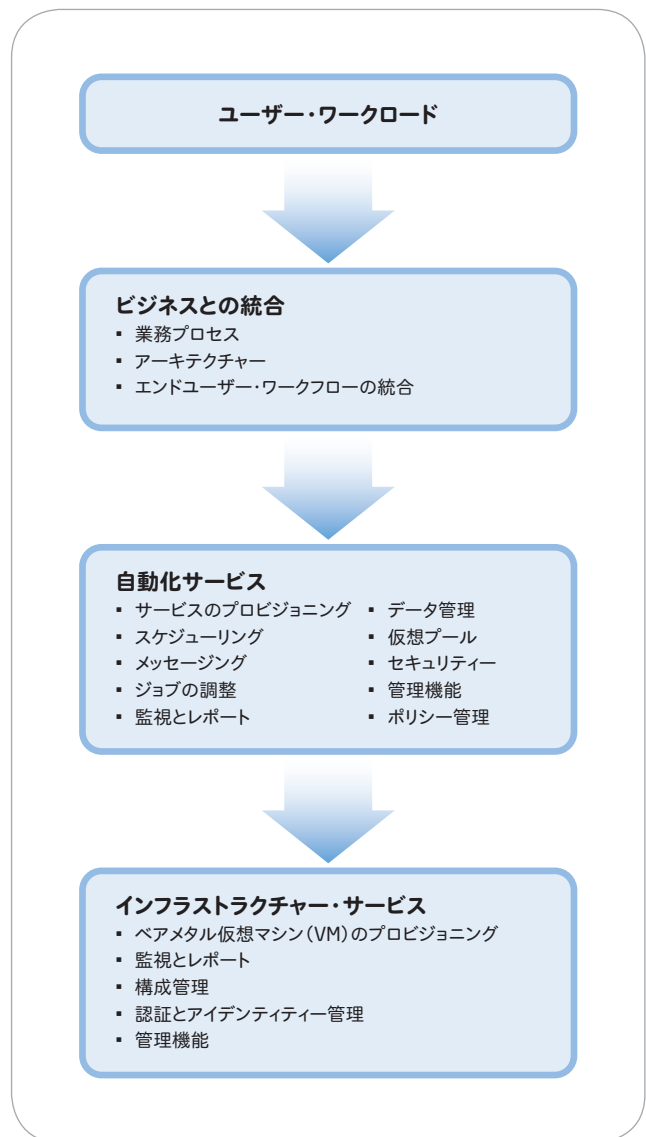 ユーザー・ワークロード
ビジネスとの統合
▪ 業務プロセス
▪ アーキテクチャー
▪ エンドユーザー・ワークフローの統合
自動化サービス
▪ サービスのプロビジョニング
▪ スケジューリング
▪ メッセージング
▪ ジョブの調整
▪ 監視とレポート
▪ データ管理
▪ 仮想プール
▪ セキュリティー
▪ 管理機能
▪ ポリシー管理
インフラストラクチャー・サービス
▪ ベアメタル仮想マシン(VM)のプロビジョニング
▪ 監視とレポート
▪ 構成管理
▪ 認証とアイデンティティー管理
▪ 管理機能